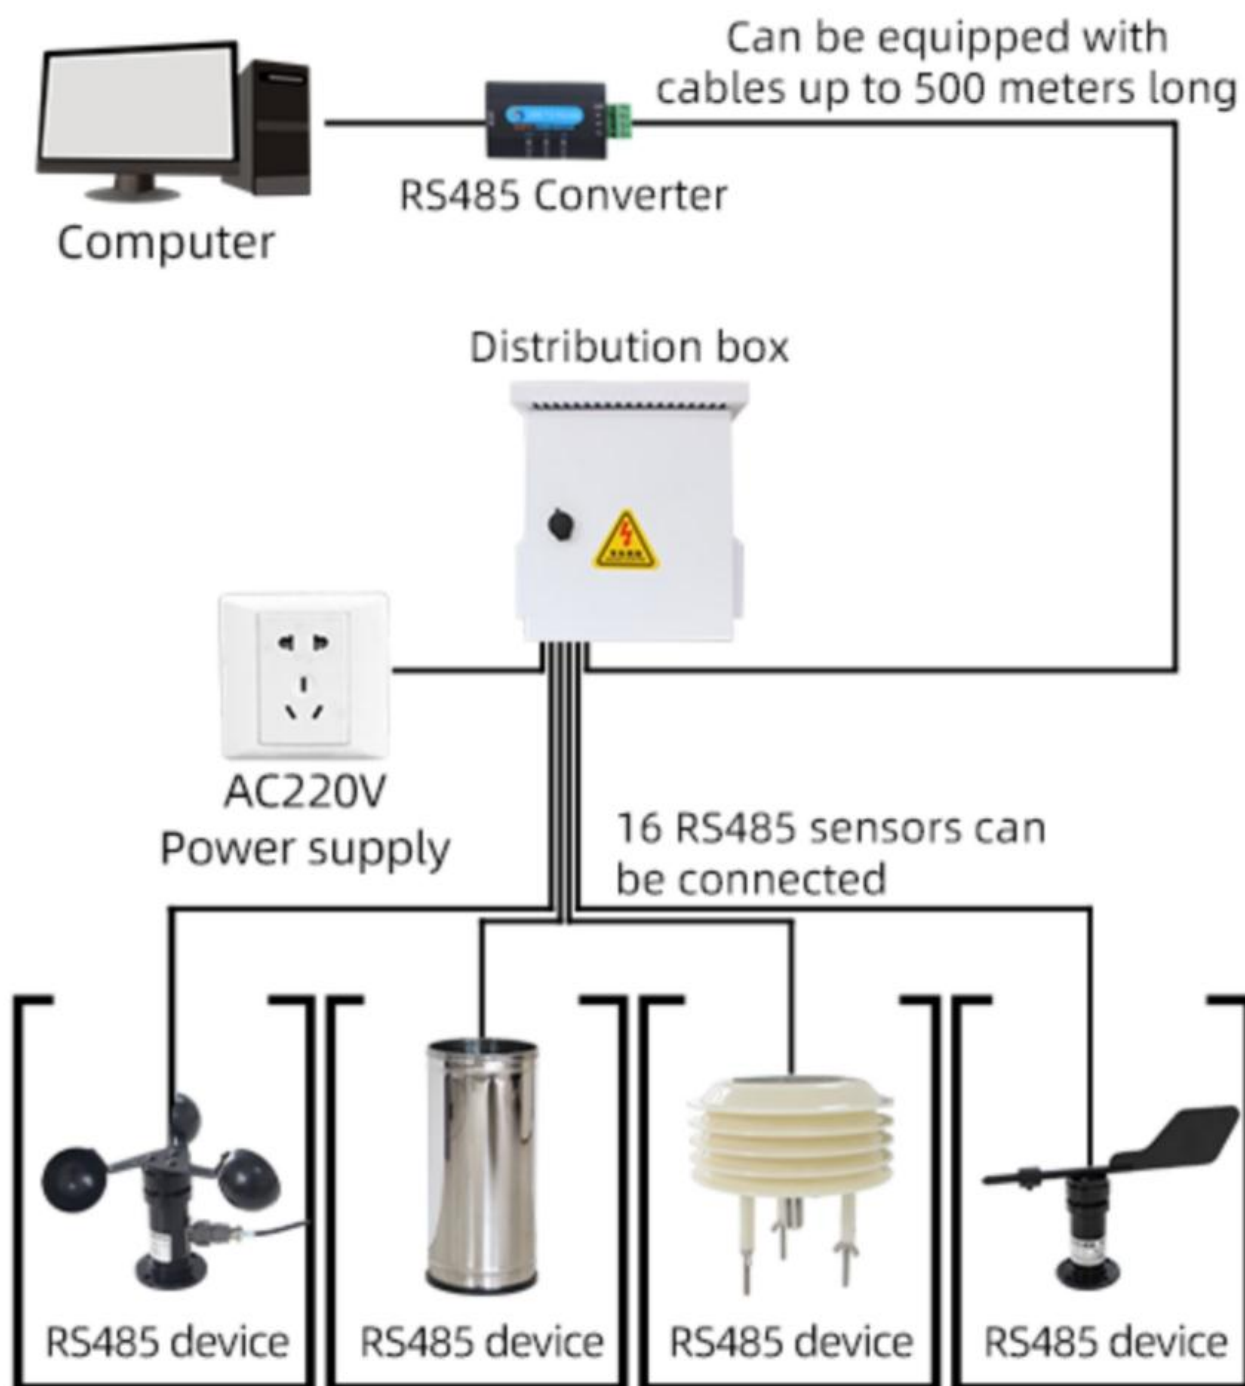 Can be equipped with
cables up to 500 meters long
RS485 Converter
Computer
Distribution box
AC220V
Power supply
16 RS485 sensors can
be connected
RS485 device
RS485 device
RS485 device
RS485 device